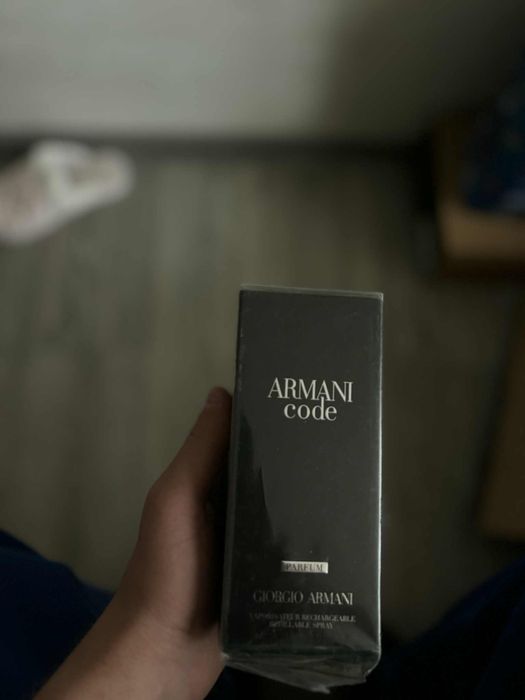 ARMANI
code
PARFUM
GIORGIO ARMANI
VAPORISATEUR RECHARGEABLE
REFILLABLE SPRAY